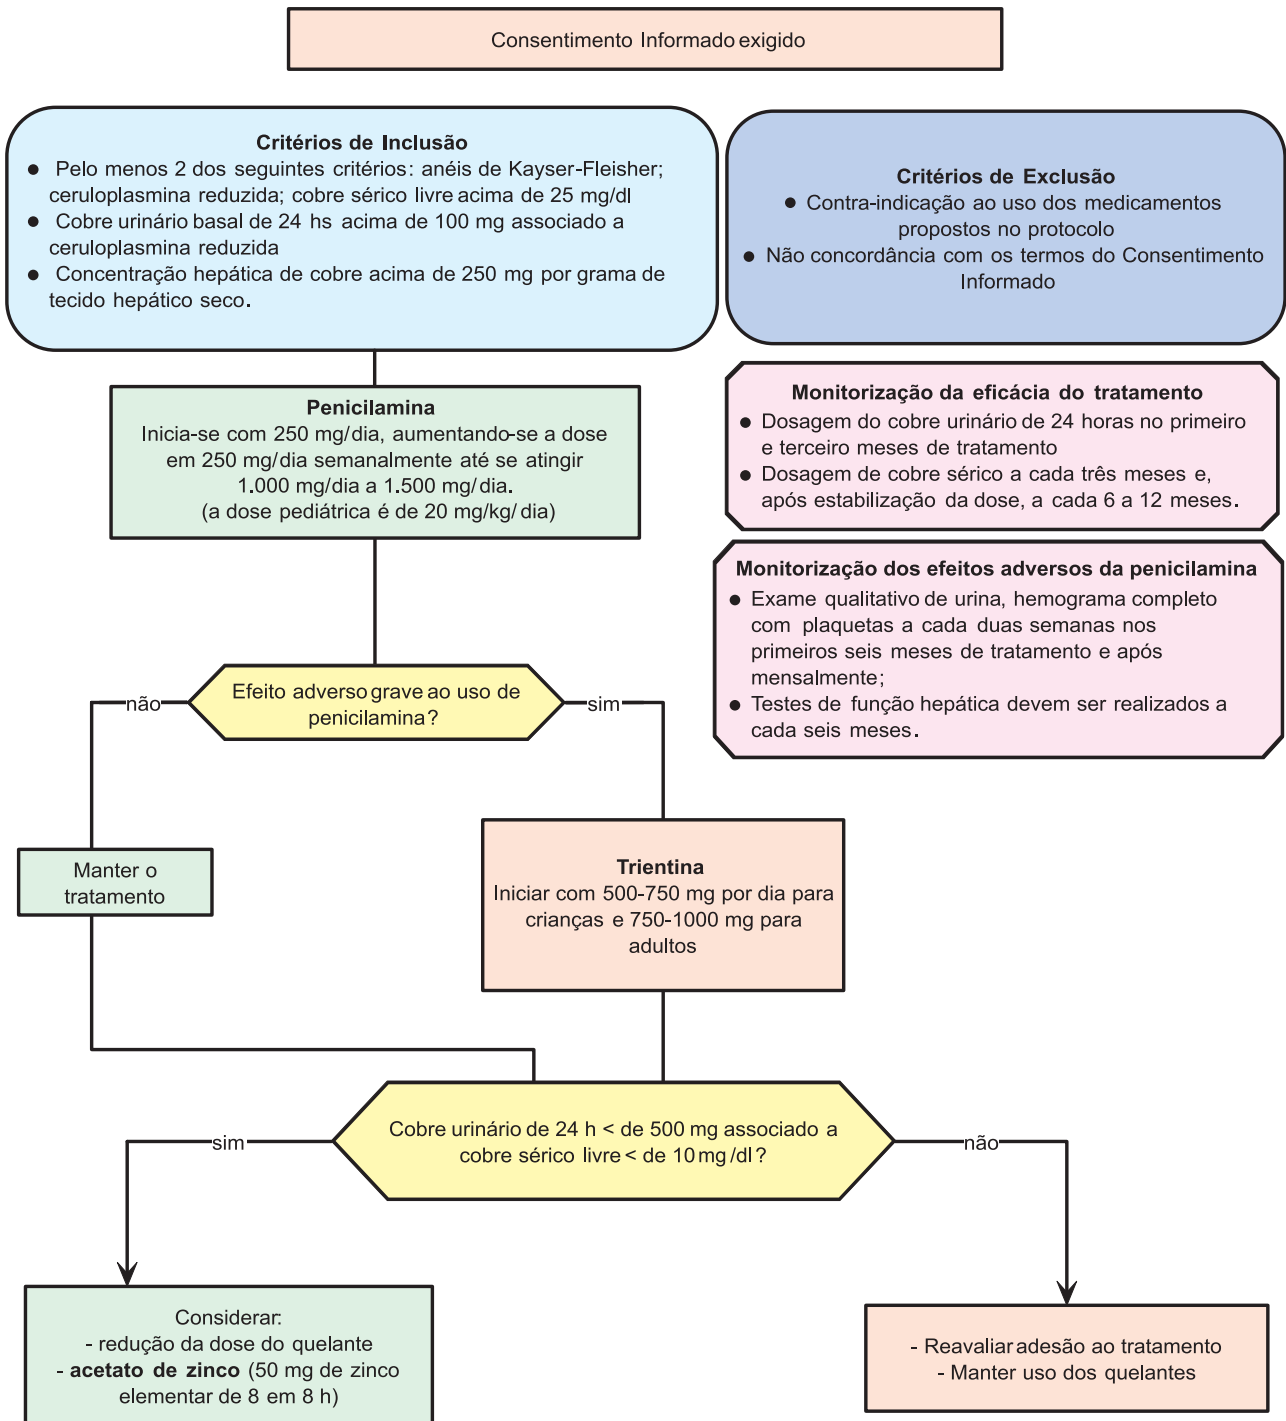 Consentimento Informado exigido
Critérios de Inclusão
● Pelo menos 2 dos seguintes critérios: anéis de Kayser-Fleisher;
ceruloplasmina reduzida; cobre sérico livre acima de 25 mg/dl
● Cobre urinário basal de 24 hs acima de 100 mg associado a
ceruloplasmina reduzida
● Concentração hepática de cobre acima de 250 mg por grama de
tecido hepático seco.
Critérios de Exclusão
● Contra-indicação ao uso dos medicamentos
propostos no protocolo
● Não concordância com os termos do Consentimento
Informado
Penicilamina
Inicia-se com 250 mg/dia, aumentando-se a dose
em 250 mg/dia semanalmente até se atingir
1.000 mg/dia a 1.500 mg/dia.
(a dose pediátrica é de 20 mg/kg/dia)
Monitorização da eficácia do tratamento
● Dosagem do cobre urinário de 24 horas no primeiro
e terceiro meses de tratamento
● Dosagem de cobre sérico a cada três meses e,
após estabilização da dose, a cada 6 a 12 meses.
Monitorização dos efeitos adversos da penicilamina
● Exame qualitativo de urina, hemograma completo
com plaquetas a cada duas semanas nos
primeiros seis meses de tratamento e após
mensalmente;
● Testes de função hepática devem ser realizados a
cada seis meses.
Efeito adverso grave ao uso de
penicilamina?
não
sim
Manter o
tratamento
Trientina
Iniciar com 500-750 mg por dia para
crianças e 750-1000 mg para
adultos
Cobre urinário de 24 h < de 500 mg associado a
cobre sérico livre < de 10 mg/dl?
sim
não
Considerar:
- redução da dose do quelante
- acetato de zinco (50 mg de zinco
elementar de 8 em 8 h)
- Reavaliar adesão ao tratamento
- Manter uso dos quelantes